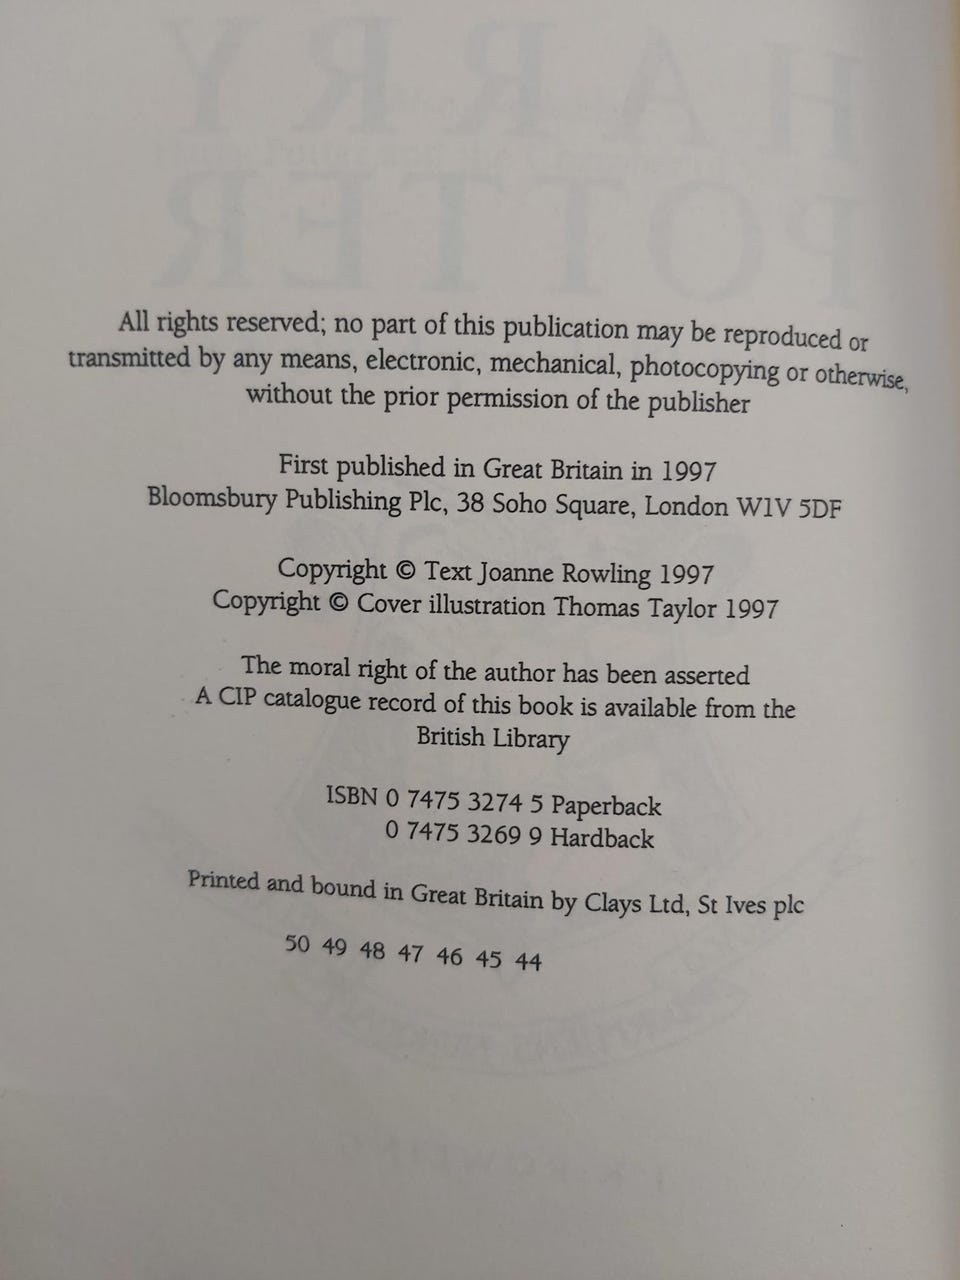 HARRY
POTTER
All rights reserved; no part of this publication may be reproduced or
transmitted by any means, electronic, mechanical, photocopying or otherwise,
without the prior permission of the publisher
First published in Great Britain in 1997
Bloomsbury Publishing Plc, 38 Soho Square, London W1V 5DF
Copyright © Text Joanne Rowling 1997
Copyright © Cover illustration Thomas Taylor 1997
The moral right of the author has been asserted
A CIP catalogue record of this book is available from the
British Library
ISBN 0 7475 3274 5 Paperback
0 7475 3269 9 Hardback
Printed and bound in Great Britain by Clays Ltd, St Ives plc
50 49 48 47 46 45 44